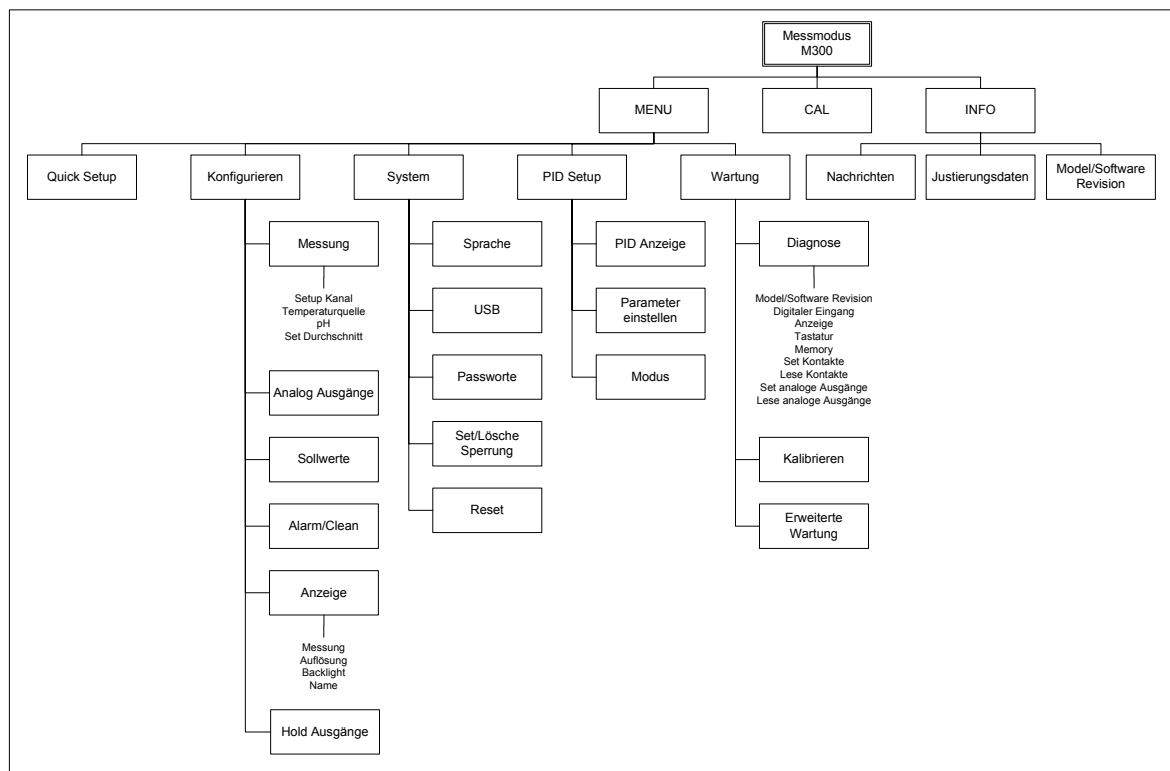 Messmodus
M300
MENU
CAL
INFO
Quick Setup
Konfigurieren
System
PID Setup
Wartung
Nachrichten
Justierungsdaten
Model/Software
Revision
Messung
Setup Kanal
Temperaturquelle
pH
Set Durchschnitt
Analog Ausgänge
Sollwerte
Alarm/Clean
Anzeige
Messung
Auflösung
Backlight
Name
Hold Ausgänge
Sprache
USB
Passworte
Set/Lösche
Sperrung
Reset
PID Anzeige
Parameter
einstellen
Modus
Diagnose
Model/Software Revision
Digitaler Eingang
Anzeige
Tastatur
Memory
Set Kontakte
Lese Kontakte
Set analoge Ausgänge
Lese analoge Ausgänge
Kalibrieren
Erweiterte
Wartung